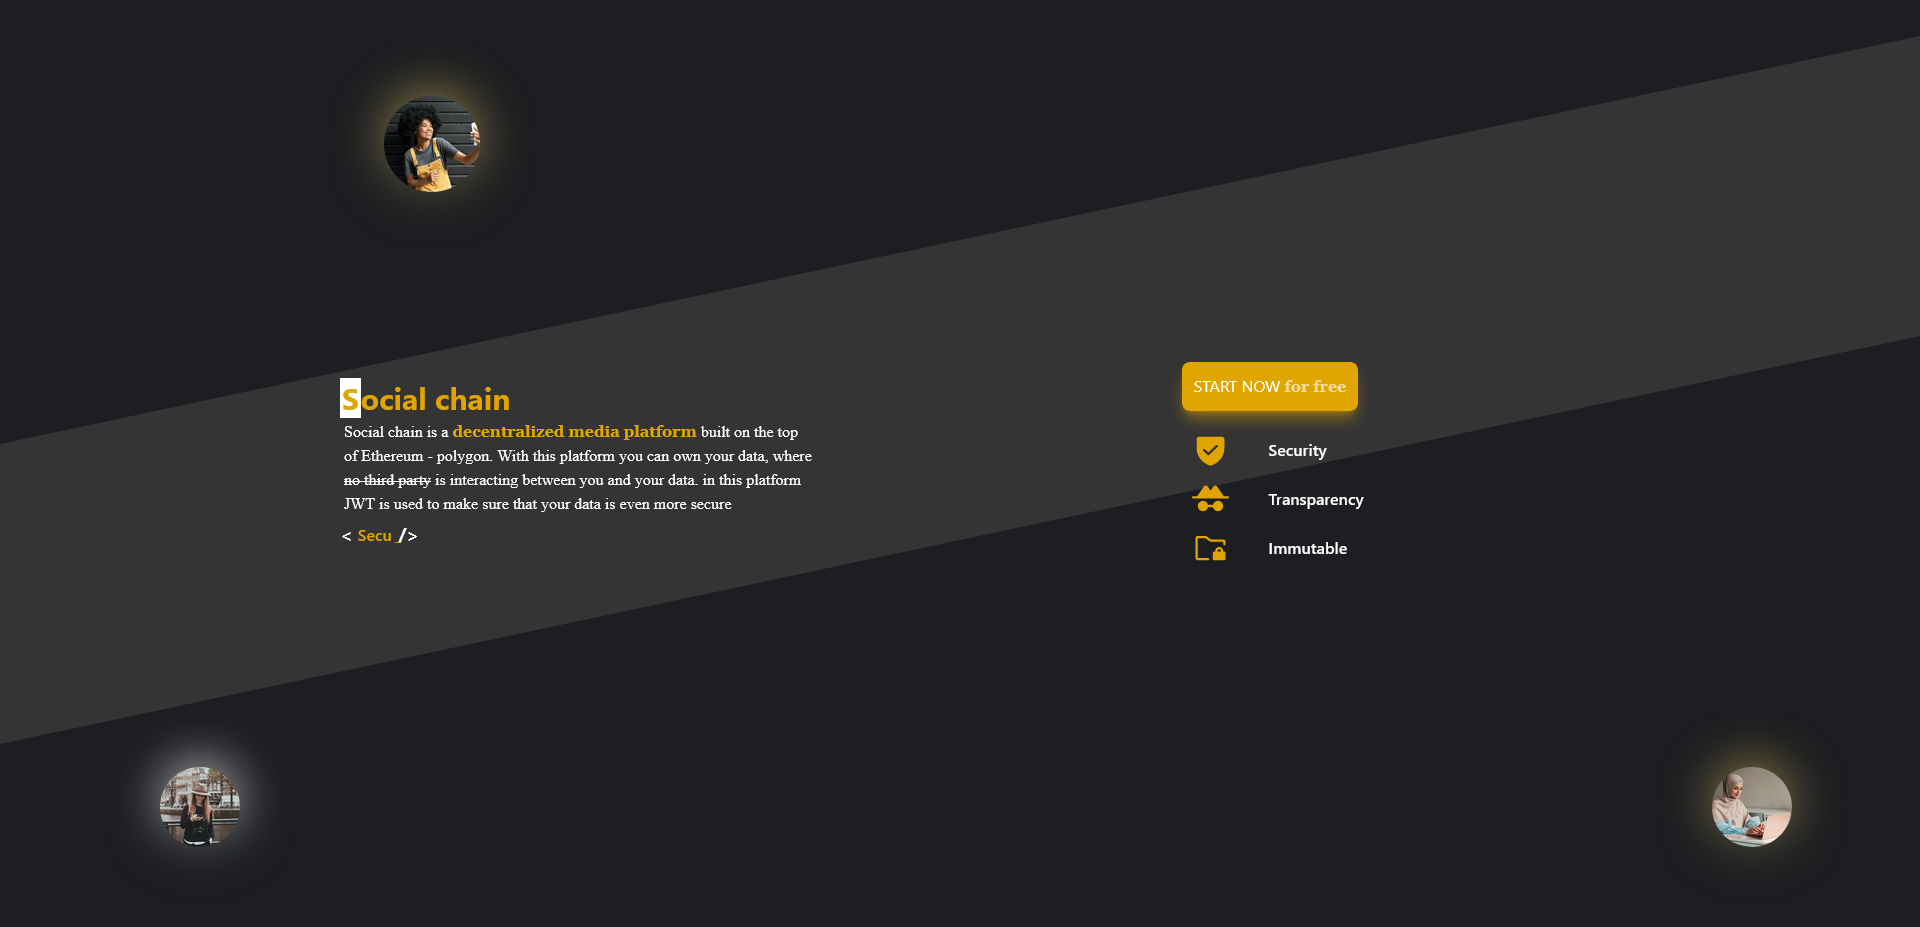 Social chain
Social chain is a decentralized media platform built on the top
of Ethereum - polygon. With this platform you can own your data, where
no third party is interacting between you and your data. in this platform
JWT is used to make sure that your data is even more secure
< Secu_/>
START NOW for free
Security
Transparency
Immutable